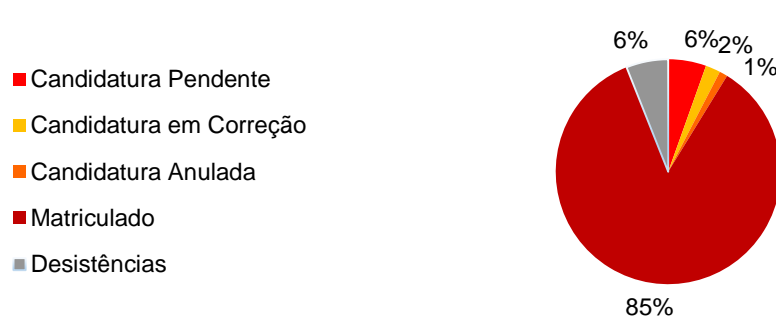 6% 6% 2%
1%
Candidatura Pendente
Candidatura em Correção
Candidatura Anulada
Matriculado
Desistências
85%